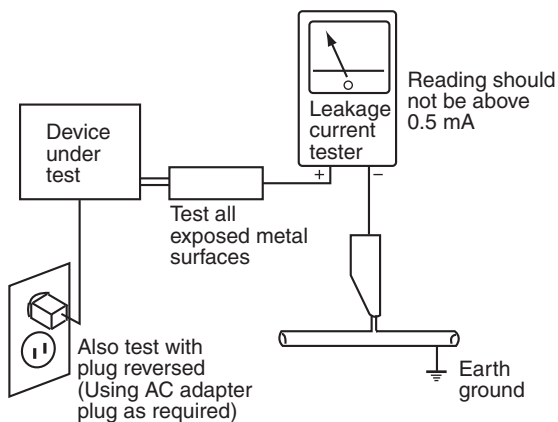 Device
under
test
Leakage
current
tester
+ −
Reading should
not be above
0.5 mA
Test all
exposed metal
surfaces
Also test with
plug reversed
(Using AC adapter
plug as required)
Earth
ground